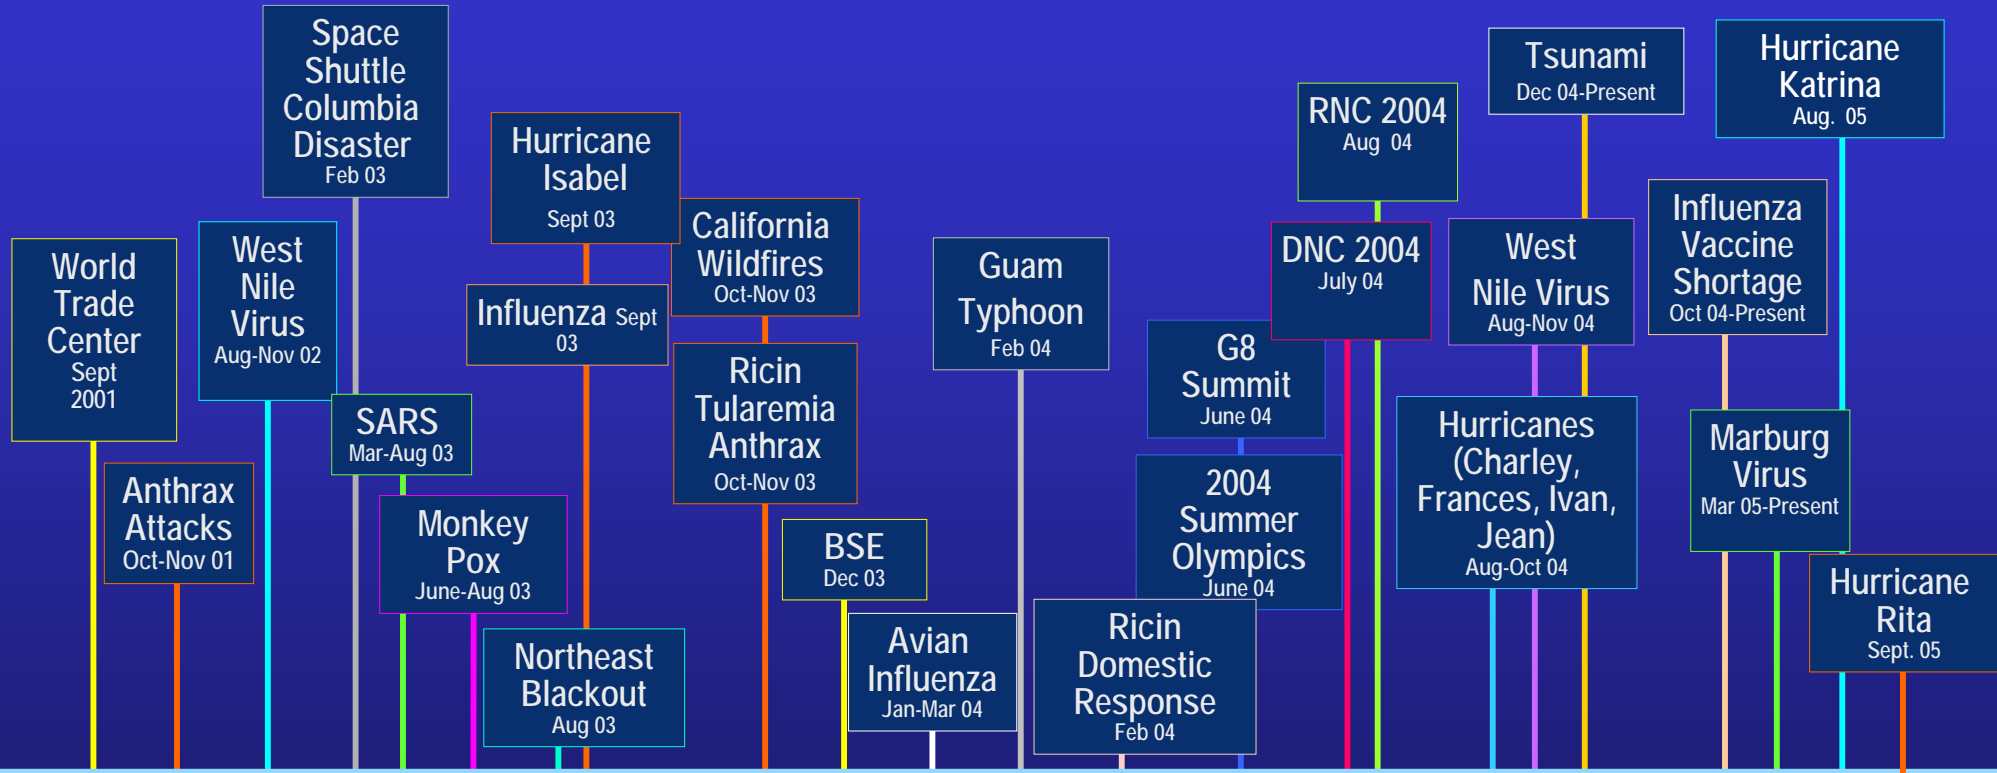 World
Trade
Center
Sept
2001
Anthrax
Attacks
Oct-Nov 01
West
Nile
Virus
Aug-Nov 02
Space
Shuttle
Columbia
Disaster
Feb 03
SARS
Mar-Aug 03
Monkey
Pox
June-Aug 03
Northeast
Blackout
Aug 03
Hurricane
Isabel
Sept 03
Influenza Sept
03
California
Wildfires
Oct-Nov 03
Ricin
Tularemia
Anthrax
Oct-Nov 03
BSE
Dec 03
Avian
Influenza
Jan-Mar 04
Guam
Typhoon
Feb 04
Ricin
Domestic
Response
Feb 04
G8
Summit
June 04
2004
Summer
Olympics
June 04
DNC 2004
July 04
RNC 2004
Aug 04
Hurricanes
(Charley,
Frances, Ivan,
Jean)
Aug-Oct 04
West
Nile Virus
Aug-Nov 04
Tsunami
Dec 04-Present
Influenza
Vaccine
Shortage
Oct 04-Present
Marburg
Virus
Mar 05-Present
Hurricane
Katrina
Aug. 05
Hurricane
Rita
Sept. 05